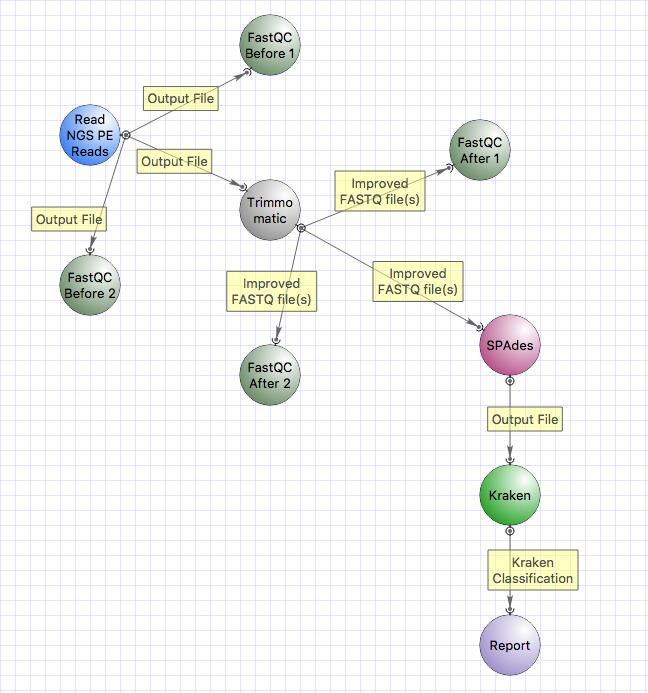 FastQC
Before 1
Output File
Read
NGS PE
Reads
Output File
FastQC
After 1
Improved
FASTQ file(s)
Trimmo
matic
Output File
FastQC
Before 2
Improved
FASTQ file(s)
Improved
FASTQ file(s)
SPAdes
FastQC
After 2
Output File
Kraken
Kraken
Classification
Report